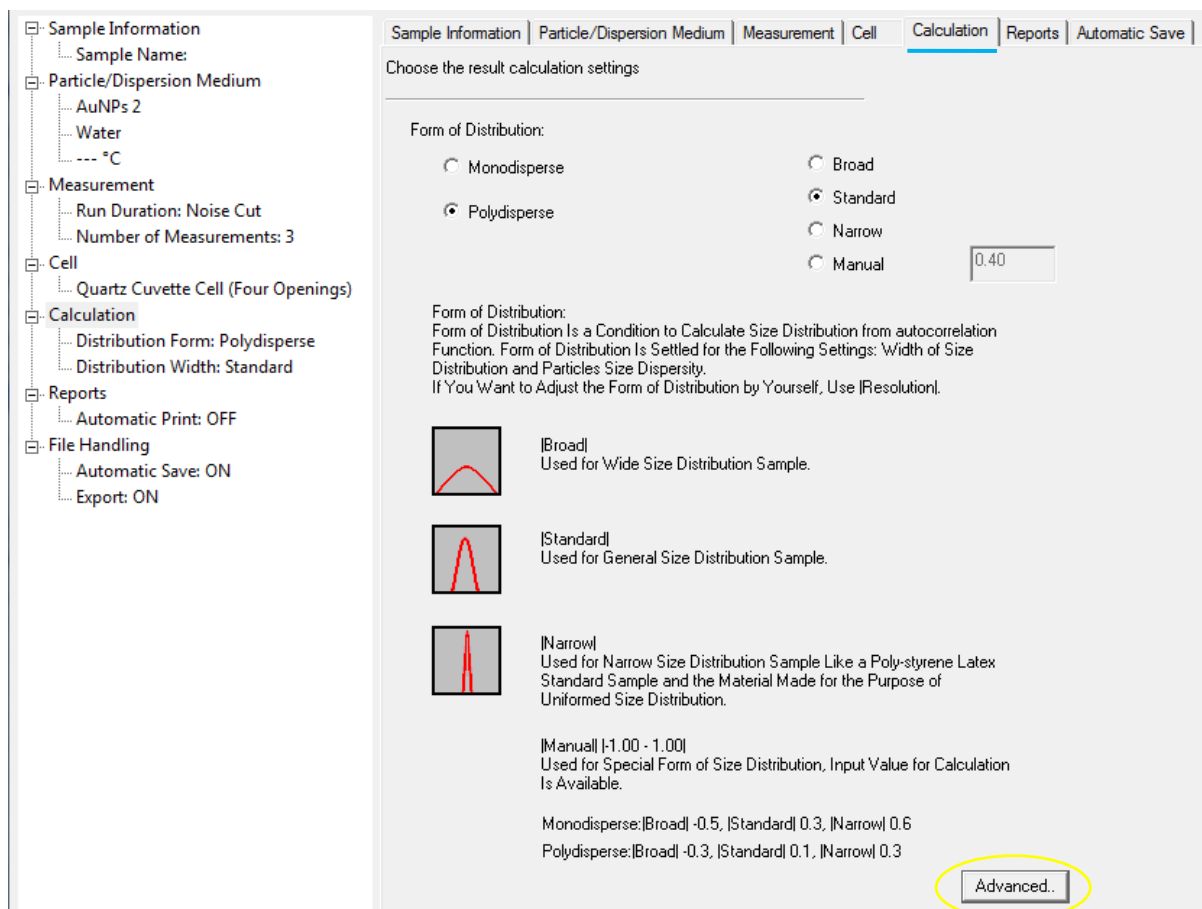 Sample Information
Sample Name:
Particle/Dispersion Medium
AuNPs 2
Water
--- °C
Measurement
Run Duration: Noise Cut
Number of Measurements: 3
Cell
Quartz Cuvette Cell (Four Openings)
Calculation
Distribution Form: Polydisperse
Distribution Width: Standard
Reports
Automatic Print: OFF
File Handling
Automatic Save: ON
Export: ON
Sample Information Particle/Dispersion Medium Measurement Cell Calculation Reports Automatic Save
Choose the result calculation settings
Form of Distribution:
Monodisperse
Polydisperse
Broad
Standard
Narrow
Manual 0.40
Form of Distribution:
Form of Distribution Is a Condition to Calculate Size Distribution from autocorrelation
Function. Form of Distribution Is Settled for the Following Settings: Width of Size
Distribution and Particles Size Dispersity.
If You Want to Adjust the Form of Distribution by Yourself, Use |Resolution|.
|Broad|
Used for Wide Size Distribution Sample.
|Standard|
Used for General Size Distribution Sample.
|Narrow|
Used for Narrow Size Distribution Sample Like a Poly-styrene Latex
Standard Sample and the Material Made for the Purpose of
Uniformed Size Distribution.
|Manual| |-1.00 - 1.00|
Used for Special Form of Size Distribution, Input Value for Calculation
Is Available.
Monodisperse:|Broad| -0.5, |Standard| 0.3, |Narrow| 0.6
Polydisperse:|Broad| -0.3, |Standard| 0.1, |Narrow| 0.3
Advanced..